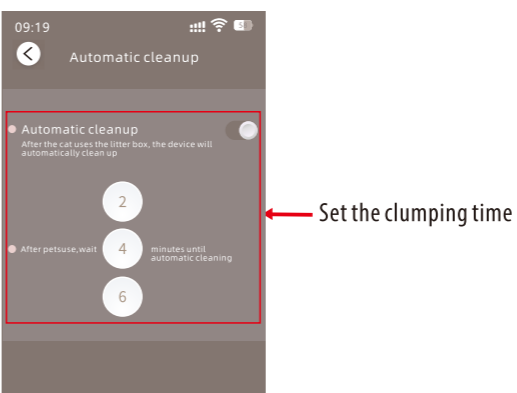 09:19
Automatic cleanup
Automatic cleanup
After the cat uses the litter box, the device will
automatically clean up
2
After petsuse,wait 4 minutes until
automatic cleaning
6
Set the clumping time